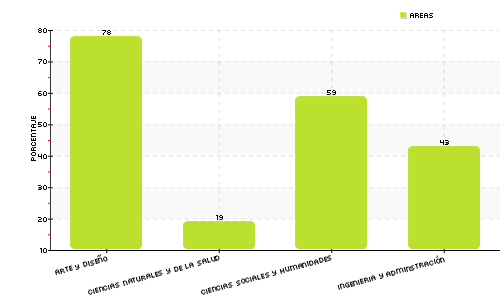 AREAS
80
70
60
50
40
30
20
10
PORCENTAJE
78
19
59
43
ARTE Y DISEÑO
CIENCIAS NATURALES Y DE LA SALUD
CIENCIAS SOCIALES Y HUMANIDADES
INGENIERIA Y ADMINSTRACIÓN